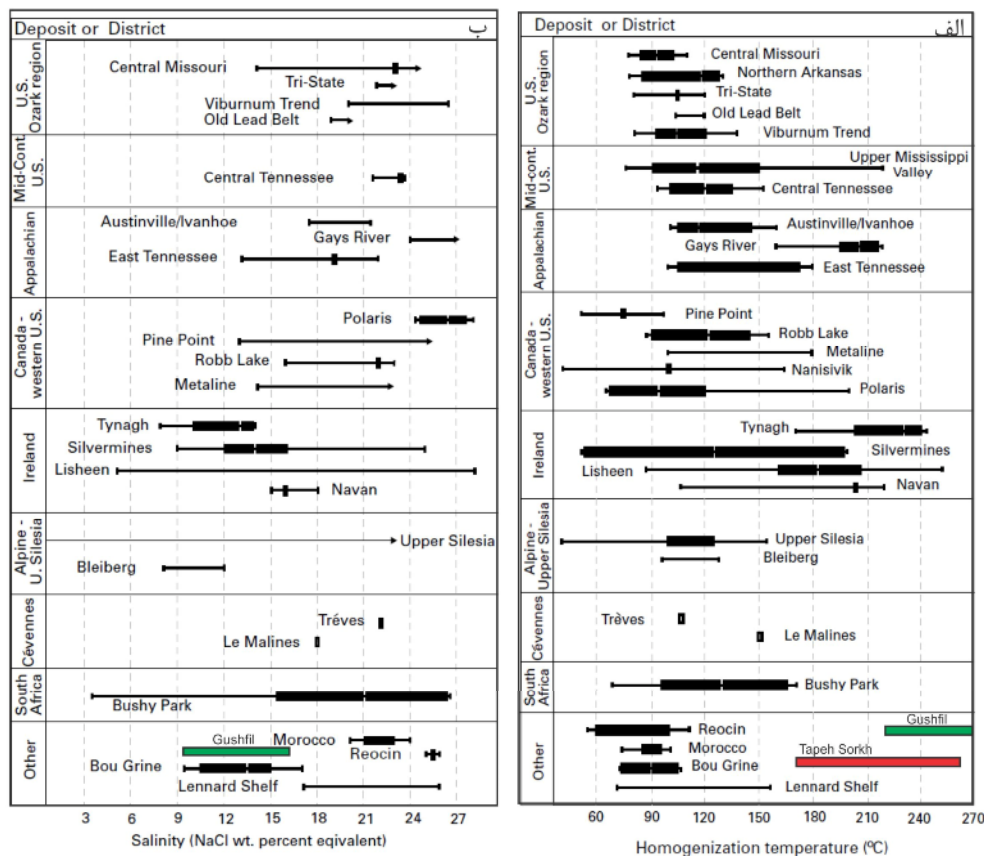 Deposit or District
ب
U.S.
Ozark region
Central Missouri
Tri-State
Viburnum Trend
Old Lead Belt
Mid-Cont.
U.S.
Central Tennessee
Appalachian
Austinville/Ivanhoe
Gays River
East Tennessee
Canada -
western U.S.
Polaris
Pine Point
Robb Lake
Metaline
Ireland
Tynagh
Silvermines
Lisheen
Navan
Alpine -
U. Silesia
Upper Silesia
Bleiberg
Cévennes
Tréves
Le Malines
South
Africa
Bushy Park
Other
Gushfil
Morocco
Reocin
Bou Grine
Lennard Shelf
3 6 9 12 15 18 21 24 27
Salinity (NaCl wt. percent eqivalent)
Deposit or District
الف
U.S.
Ozark region
Central Missouri
Northern Arkansas
Tri-State
Old Lead Belt
Viburnum Trend
Mid-cont.
U.S.
Upper Mississippi
Valley
Central Tennessee
Appalachian
Austinville/Ivanhoe
Gays River
East Tennessee
Canada -
western U.S.
Pine Point
Robb Lake
Metaline
Nanisivik
Polaris
Ireland
Tynagh
Silvermines
Lisheen
Navan
Alpine -
Upper Silesia
Upper Silesia
Bleiberg
Cévennes
Trèves
Le Malines
South
Africa
Bushy Park
Other
Reocin
Gushfil
Morocco
Tapeh Sorkh
Bou Grine
Lennard Shelf
60 90 120 150 180 210 240 270
Homogenization temperature (ºC)